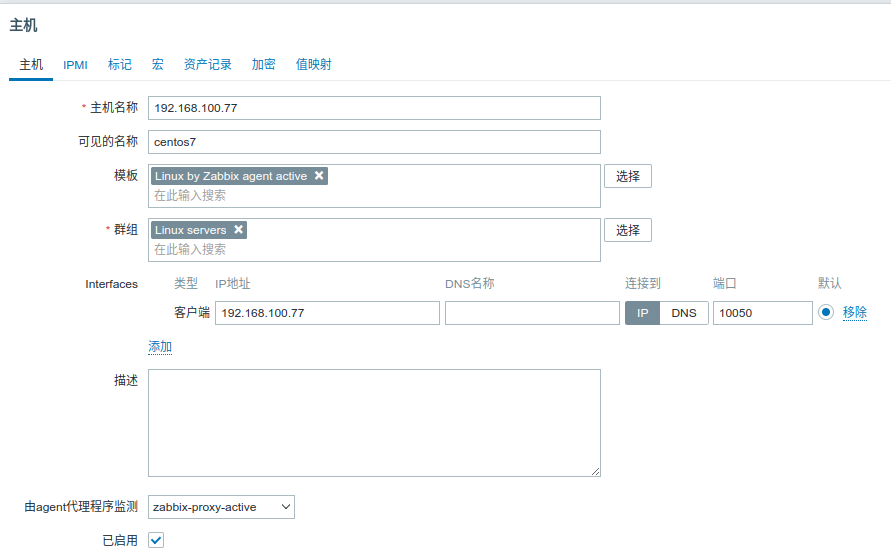 主机
主机 IPMI 标记 宏 资产记录 加密 值映射
* 主机名称 192.168.100.77
可见的名称 centos7
模板 Linux by Zabbix agent active 选择
在此输入搜索
* 群组 Linux servers 选择
在此输入搜索
Interfaces 类型 IP地址 DNS名称 连接到 端口 默认
客户端 192.168.100.77 IP DNS 10050 移除
添加
描述
由agent代理程序监测 zabbix-proxy-active
已启用